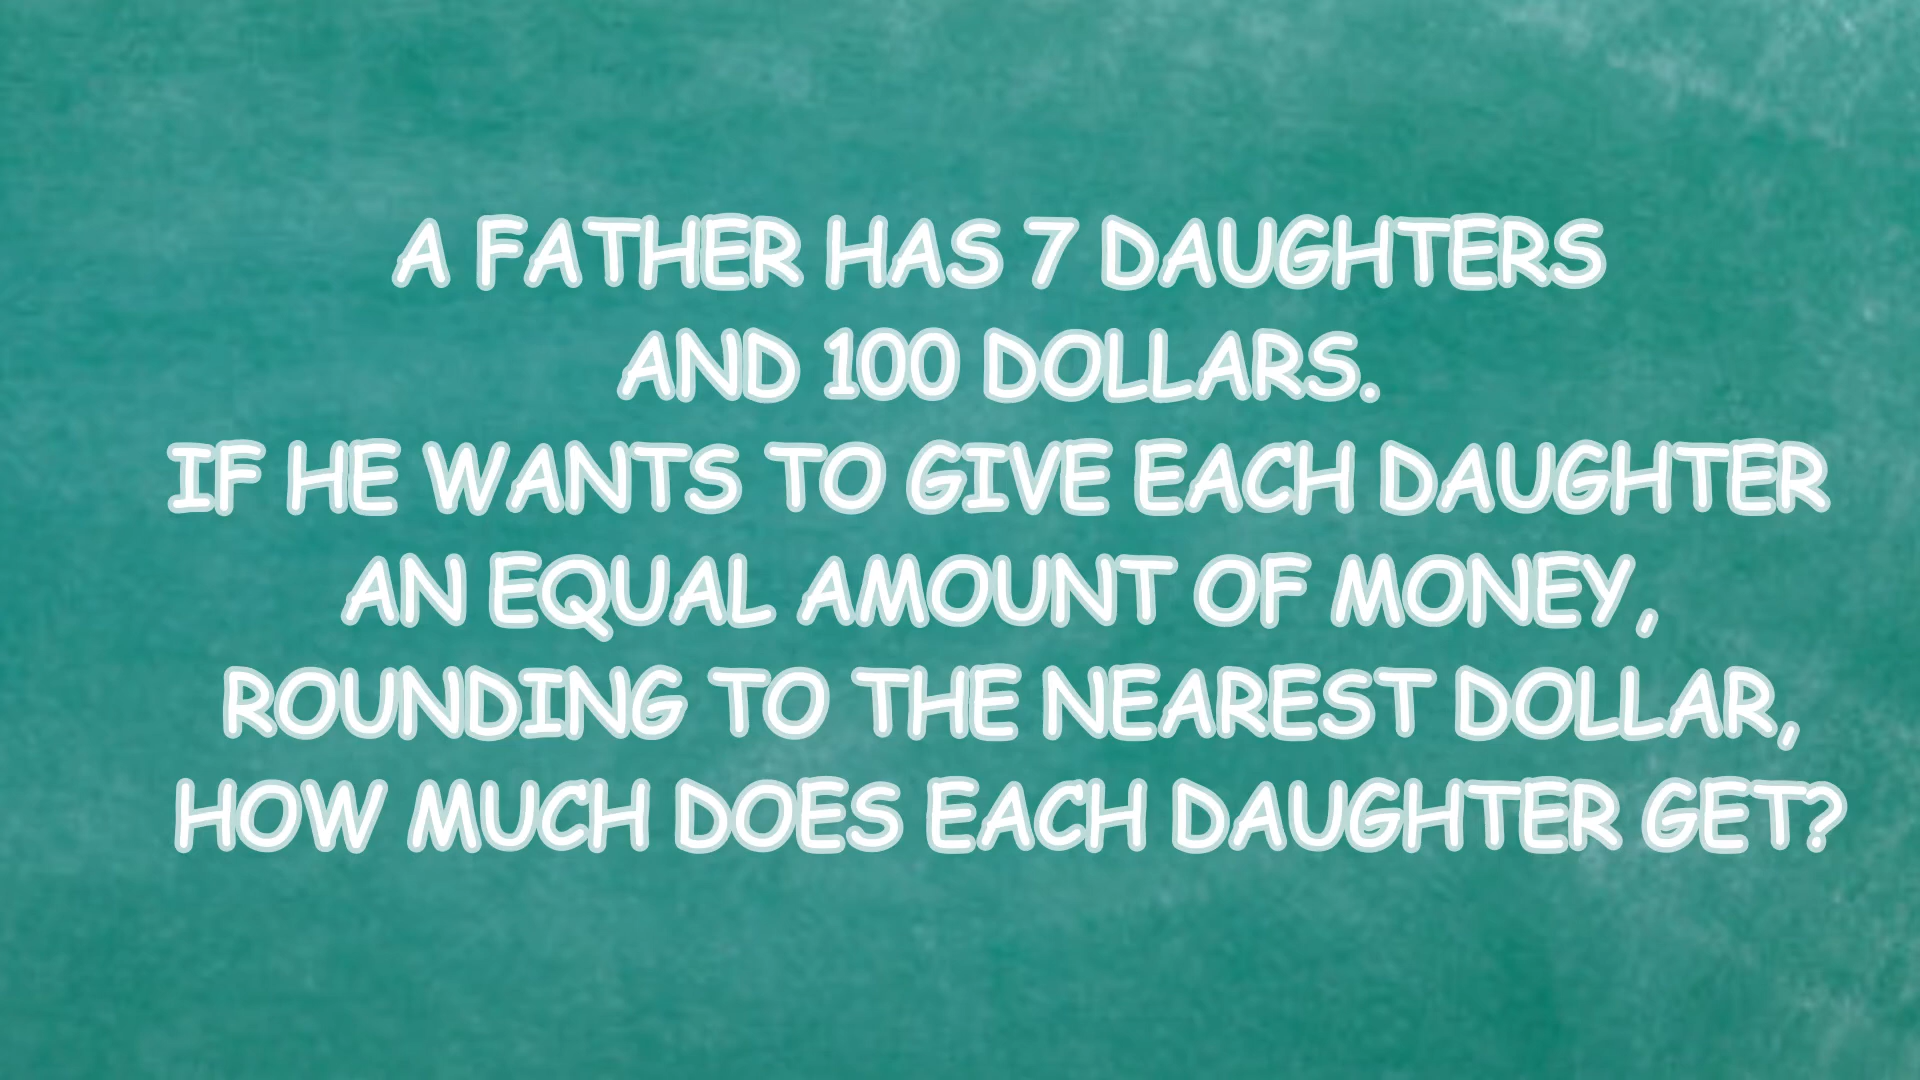 A FATHER HAS 7 DAUGHTERS
AND 100 DOLLARS.
IF HE WANTS TO GIVE EACH DAUGHTER
AN EQUAL AMOUNT OF MONEY,
ROUNDING TO THE NEAREST DOLLAR,
HOW MUCH DOES EACH DAUGHTER GET?